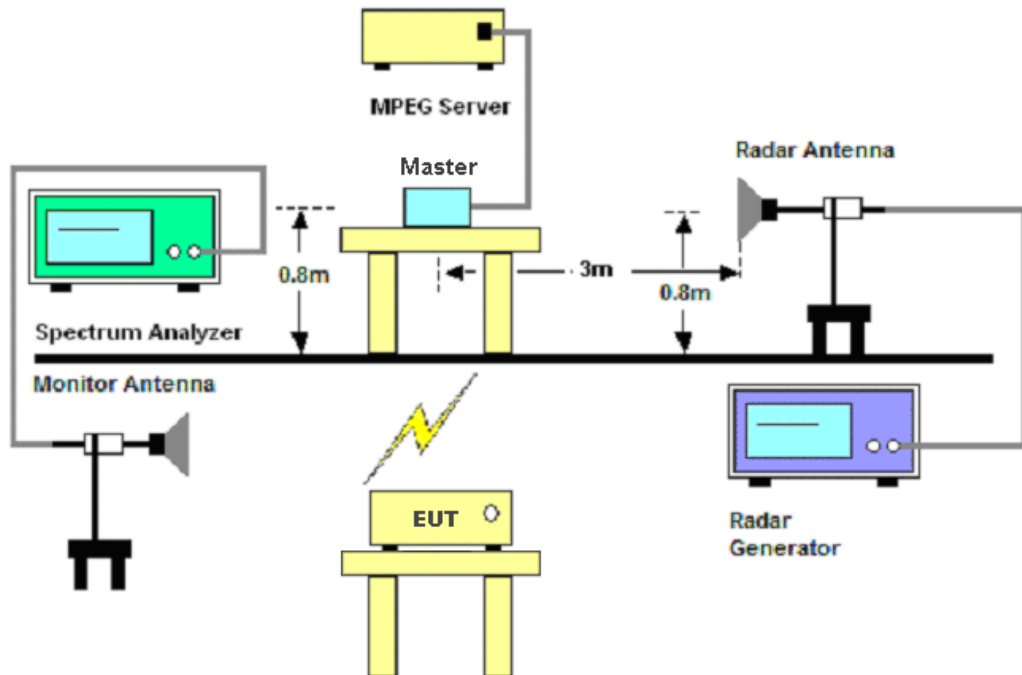 MPEG Server
Master
Radar Antenna
0.8m
3m
0.8m
Spectrum Analyzer
Monitor Antenna
EUT
Radar
Generator